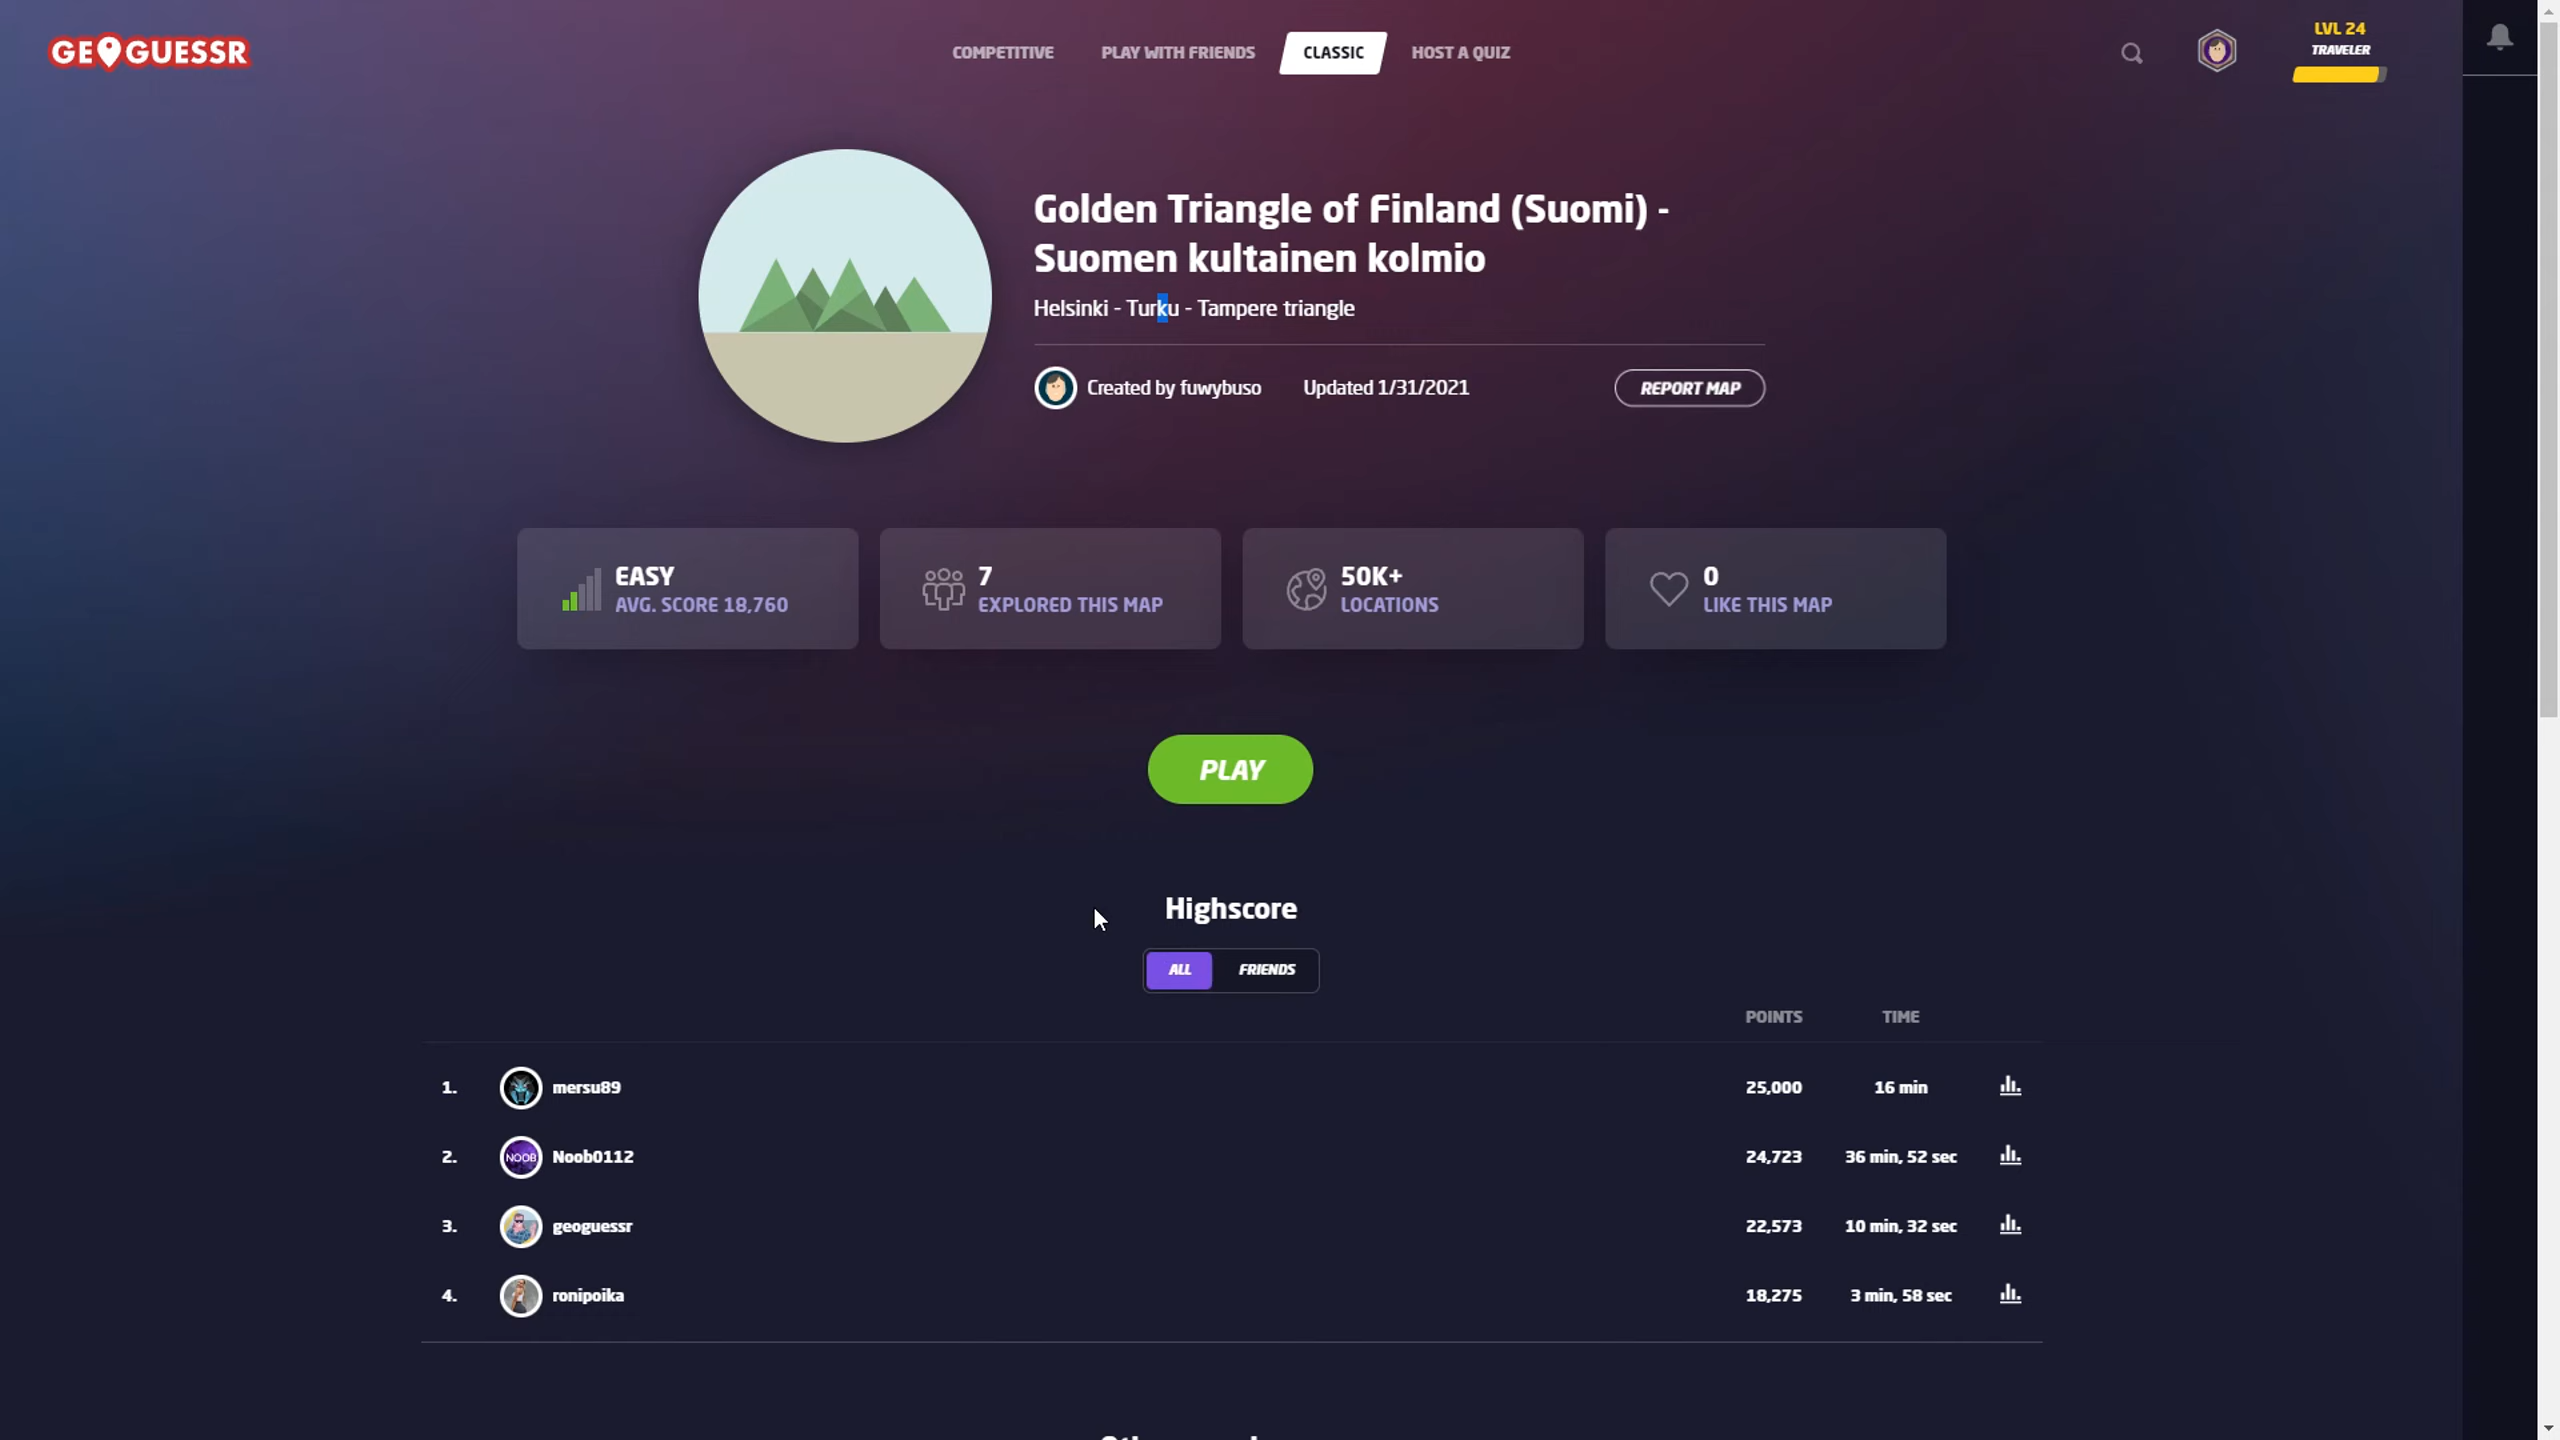 GEOGUESSR
COMPETITIVE PLAY WITH FRIENDS CLASSIC HOST A QUIZ
LVL 24
TRAVELER
Golden Triangle of Finland (Suomi) -
Suomen kultainen kolmio
Helsinki - Turku - Tampere triangle
Created by fuwybuso Updated 1/31/2021 REPORT MAP
EASY
AVG. SCORE 18,760
7
EXPLORED THIS MAP
50K+
LOCATIONS
0
LIKE THIS MAP
PLAY
Highscore
ALL FRIENDS
POINTS TIME
1. mersu89 25,000 16 min
2. NOOB Noob0112 24,723 36 min, 52 sec
3. geoguessr 22,573 10 min, 32 sec
4. ronipoika 18,275 3 min, 58 sec